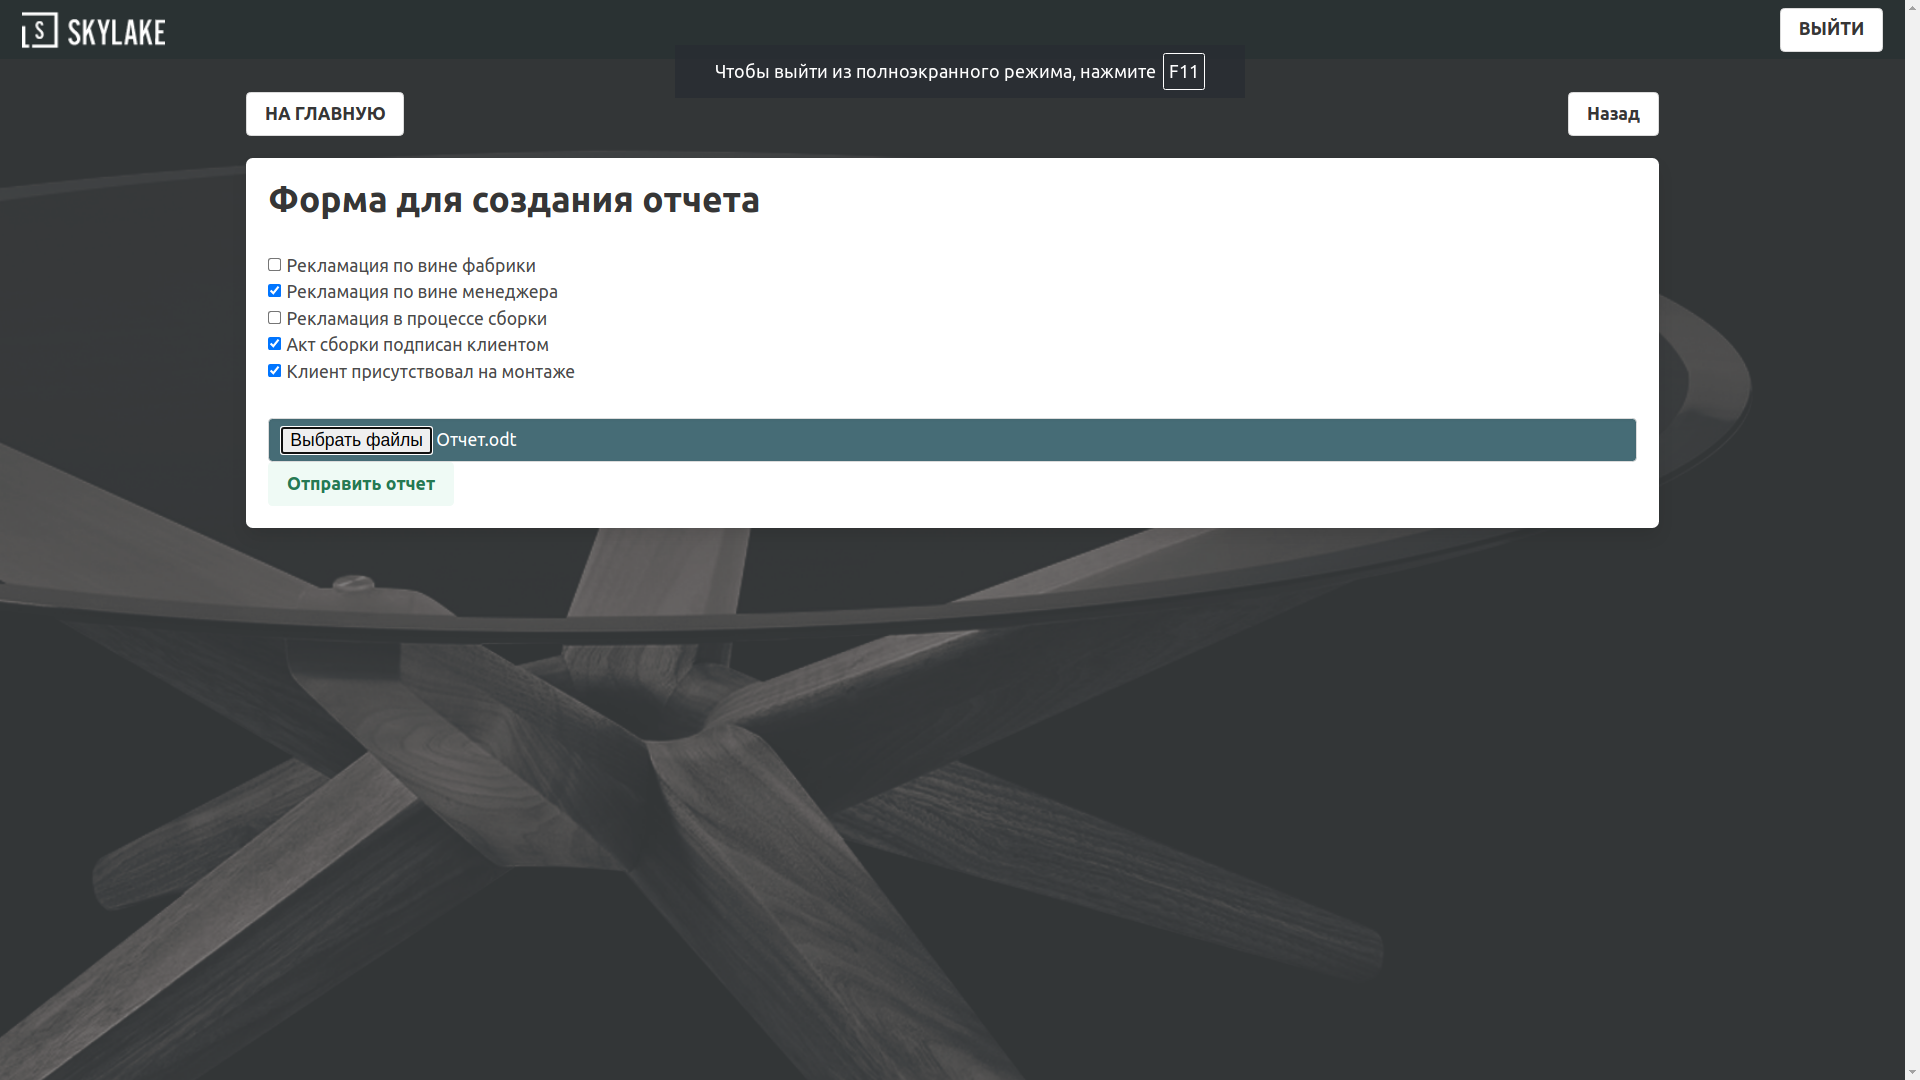 S SKYLAKE
ВЫЙТИ
Чтобы выйти из полноэкранного режима, нажмите F11
НА ГЛАВНУЮ
Назад
Форма для создания отчета
Рекламация по вине фабрики
Рекламация по вине менеджера
Рекламация в процессе сборки
Акт сборки подписан клиентом
Клиент присутствовал на монтаже
Выбрать файлы Отчет.odt
Отправить отчет